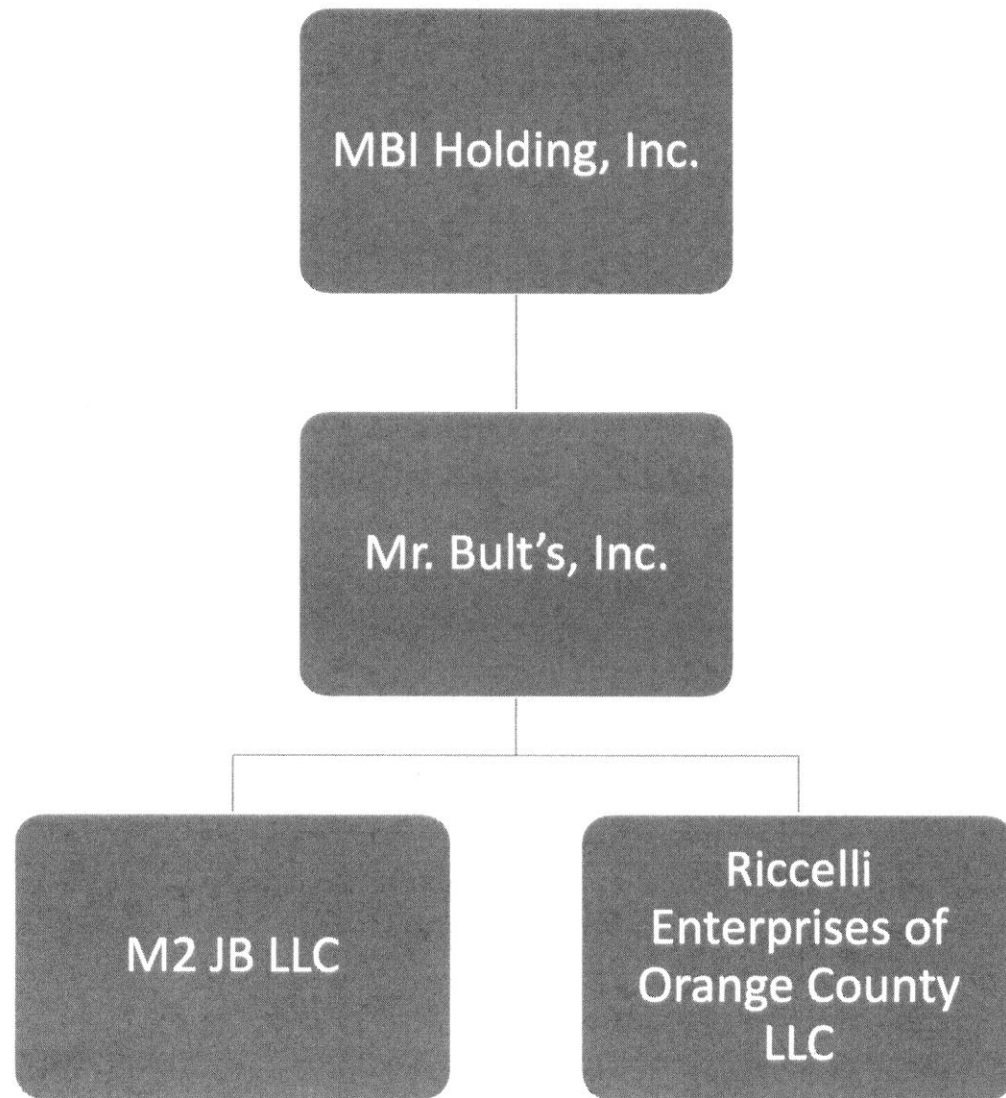 MBI Holding, Inc.
Mr. Bult’s, Inc.
M2 JB LLC
Riccelli
Enterprises of
Orange County
LLC